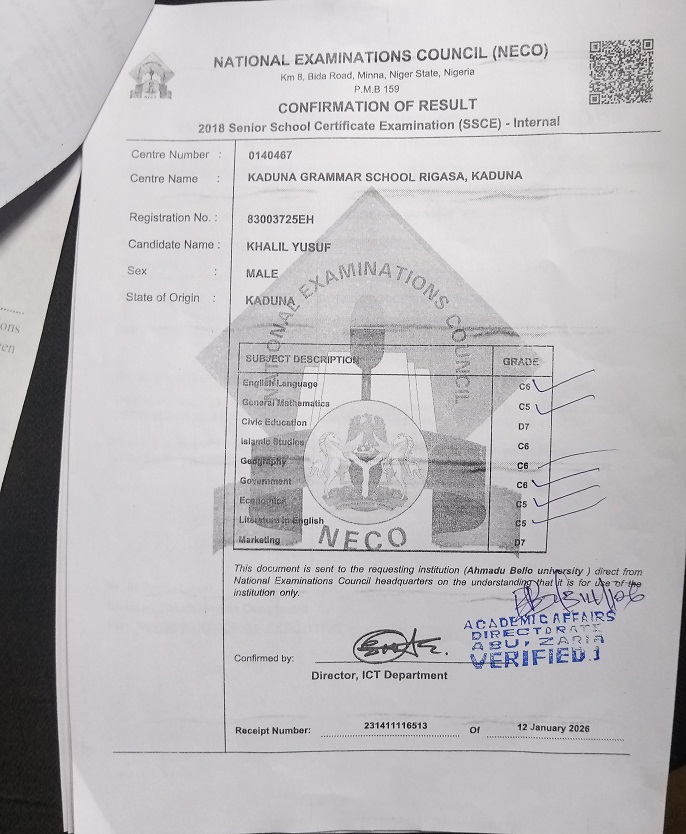 NATIONAL EXAMINATIONS COUNCIL (NECO)
Km 8, Bida Road, Minna, Niger State, Nigeria
P.M.B 159
CONFIRMATION OF RESULT
2018 Senior School Certificate Examination (SSCE) - Internal
Centre Number : 0140467
Centre Name : KADUNA GRAMMAR SCHOOL RIGASA, KADUNA
Registration No. : 83003725EH
Candidate Name : KHALIL YUSUF
Sex : MALE
State of Origin : KADUNA
NATIONAL EXAMINATIONS COUNCIL
ons
en
SUBJECT DESCRIPTION GRADE
English Language C6
General Mathematics C5
Civic Education D7
Islamic Studies C6
Geography C6
Government C6
Economics C5
Literature in English C5
Marketing D7
NECO
This document is sent to the requesting institution (Ahmadu Bello university ) direct from
National Examinations Council headquarters on the understanding that it is for use of the
institution only.
ACADEMIC AFFAIRS
DIRECTORATE
ABU, ZARIA
VERIFIED 1
Confirmed by:
Director, ICT Department
Receipt Number: 231411116513 Of 12 January 2026